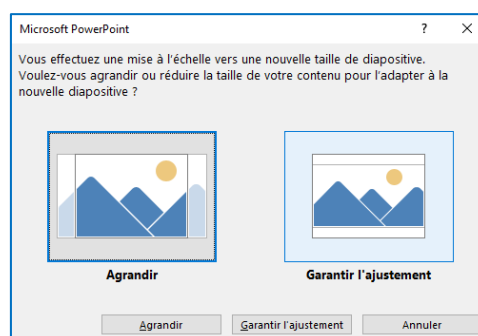 Microsoft PowerPoint
Vous effectuez une mise à l'échelle vers une nouvelle taille de diapositive.
Voulez-vous agrandir ou réduire la taille de votre contenu pour l'adapter à la
nouvelle diapositive ?
Agrandir
Garantir l'ajustement
Agrandir
Garantir l'ajustement
Annuler